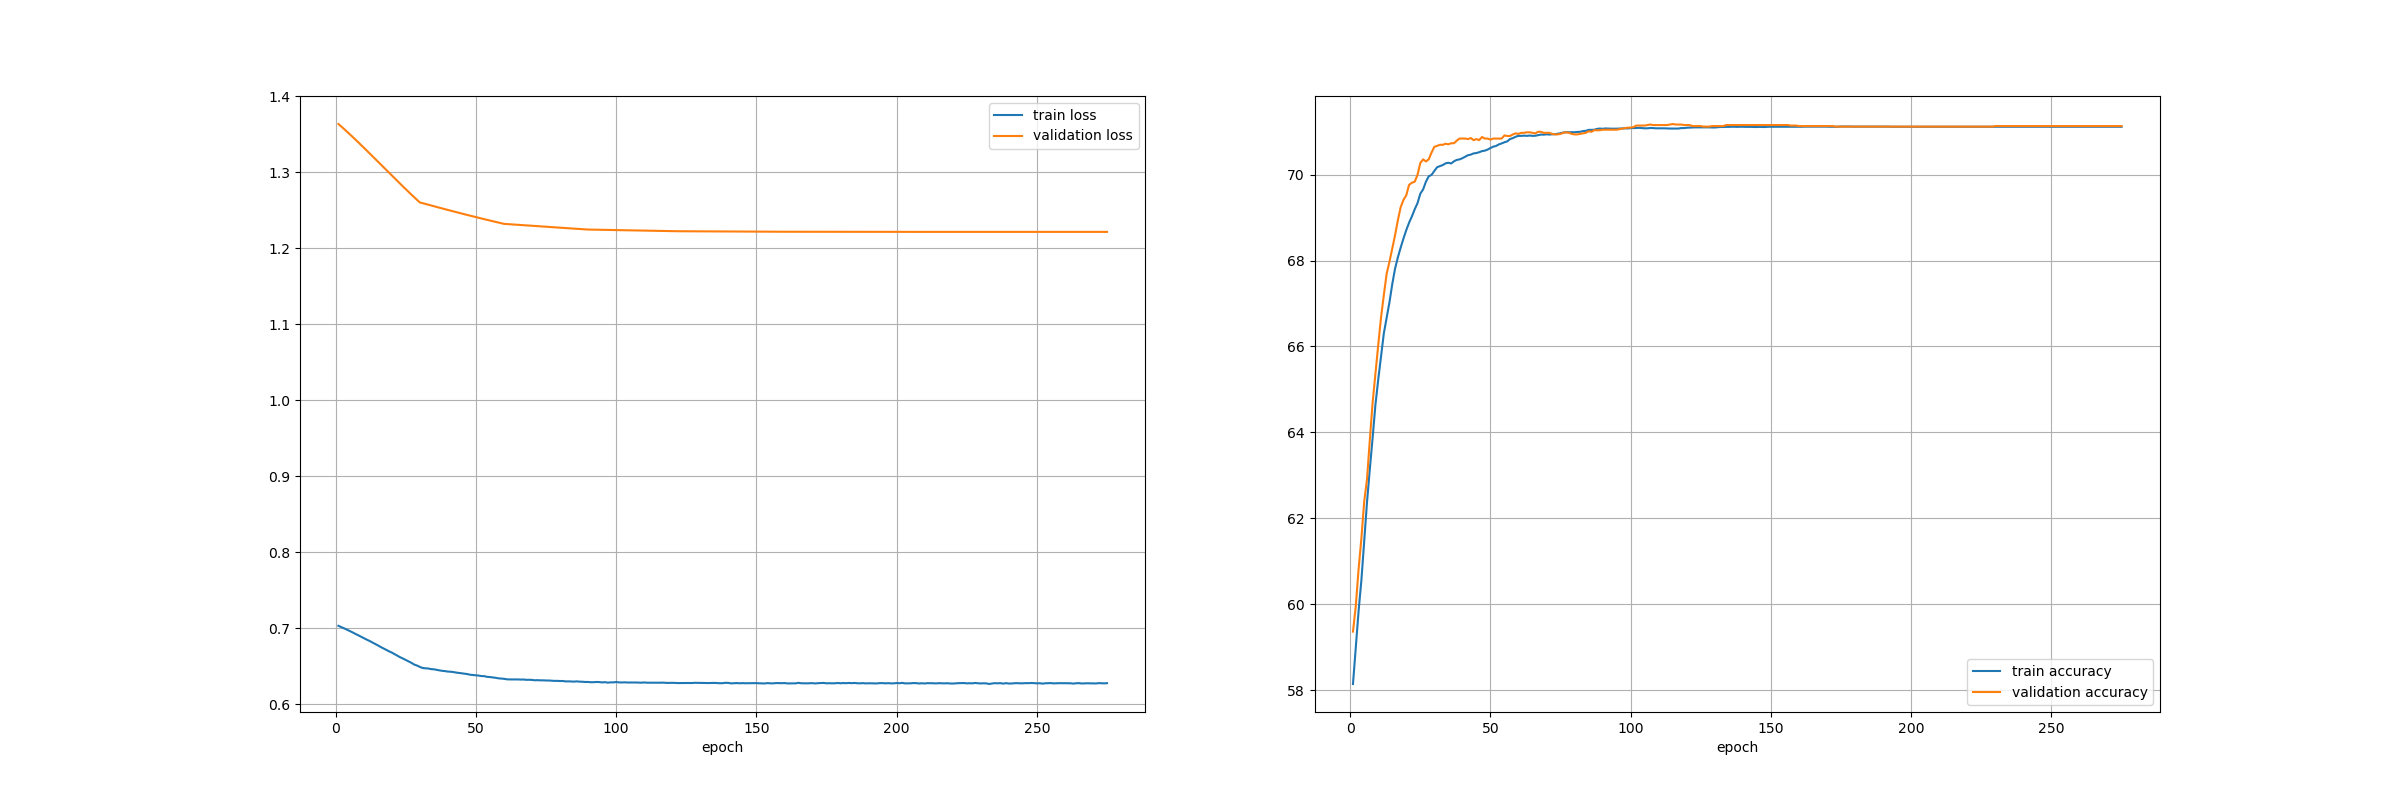 1.4
1.3
1.2
1.1
1.0
0.9
0.8
0.7
0.6
0 50 100 150 200 250
epoch
train loss
validation loss
70
68
66
64
62
60
58
0 50 100 150 200 250
epoch
train accuracy
validation accuracy